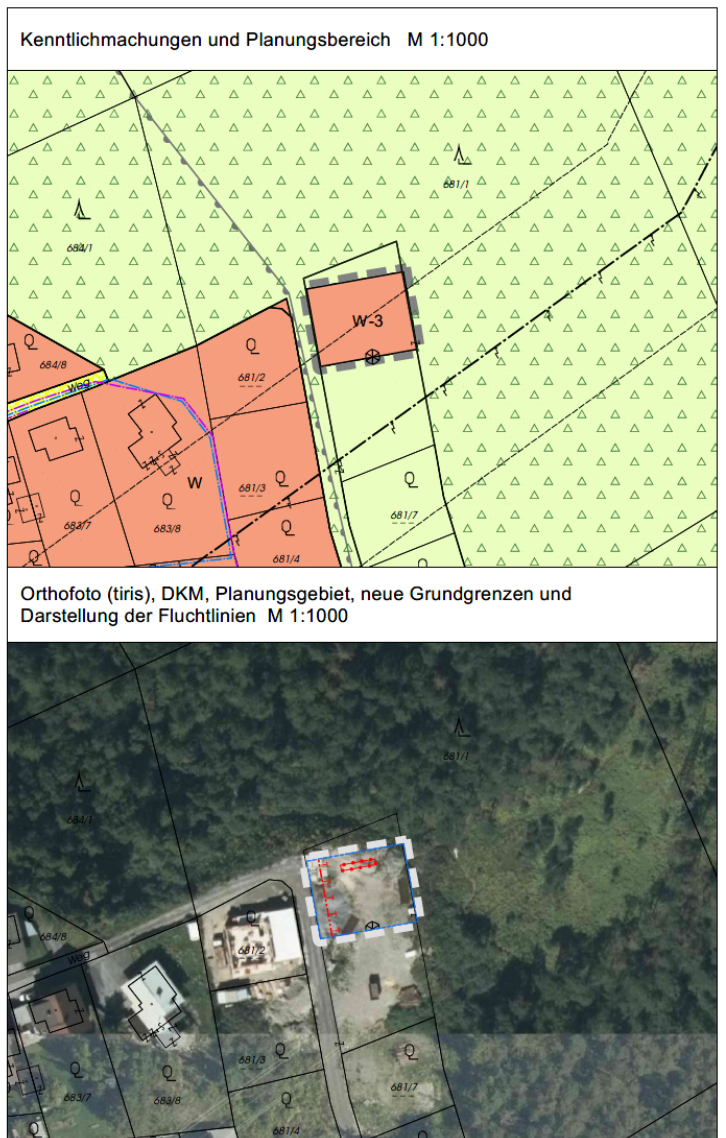 Kenntlichmachungen und Planungsbereich M 1:1000
681/1
684/1
W-3
684/8
Weg
681/2
W
681/3
683/7
683/8
681/7
681/4
Orthofoto (tiris), DKM, Planungsgebiet, neue Grundgrenzen und
Darstellung der Fluchtlinien M 1:1000
681/1
684/1
684/8
Weg
681/2
681/3
683/7
683/8
681/7
681/4